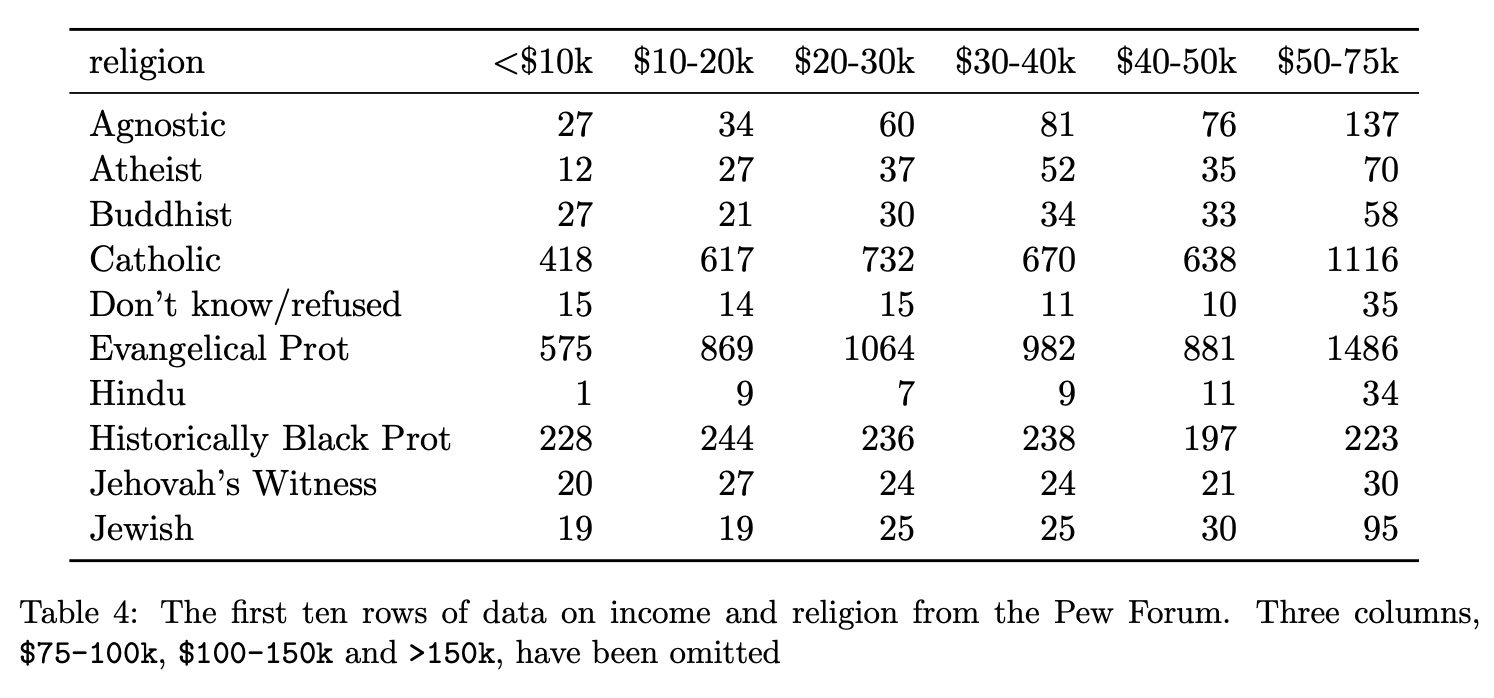 religion <$10k $10-20k $20-30k $30-40k $40-50k $50-75k
Agnostic 27 34 60 81 76 137
Atheist 12 27 37 52 35 70
Buddhist 27 21 30 34 33 58
Catholic 418 617 732 670 638 1116
Don't know/refused 15 14 15 11 10 35
Evangelical Prot 575 869 1064 982 881 1486
Hindu 1 9 7 9 11 34
Historically Black Prot 228 244 236 238 197 223
Jehovah's Witness 20 27 24 24 21 30
Jewish 19 19 25 25 30 95
Table 4: The first ten rows of data on income and religion from the Pew Forum. Three columns,
$75-100k, $100-150k and >150k, have been omitted